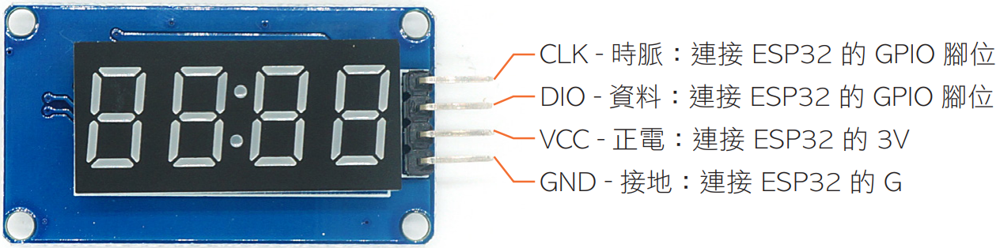 CLK - 時脈：連接 ESP32 的 GPIO 腳位
DIO - 資料：連接 ESP32 的 GPIO 腳位
VCC - 正電：連接 ESP32 的 3V
GND - 接地：連接 ESP32 的 G